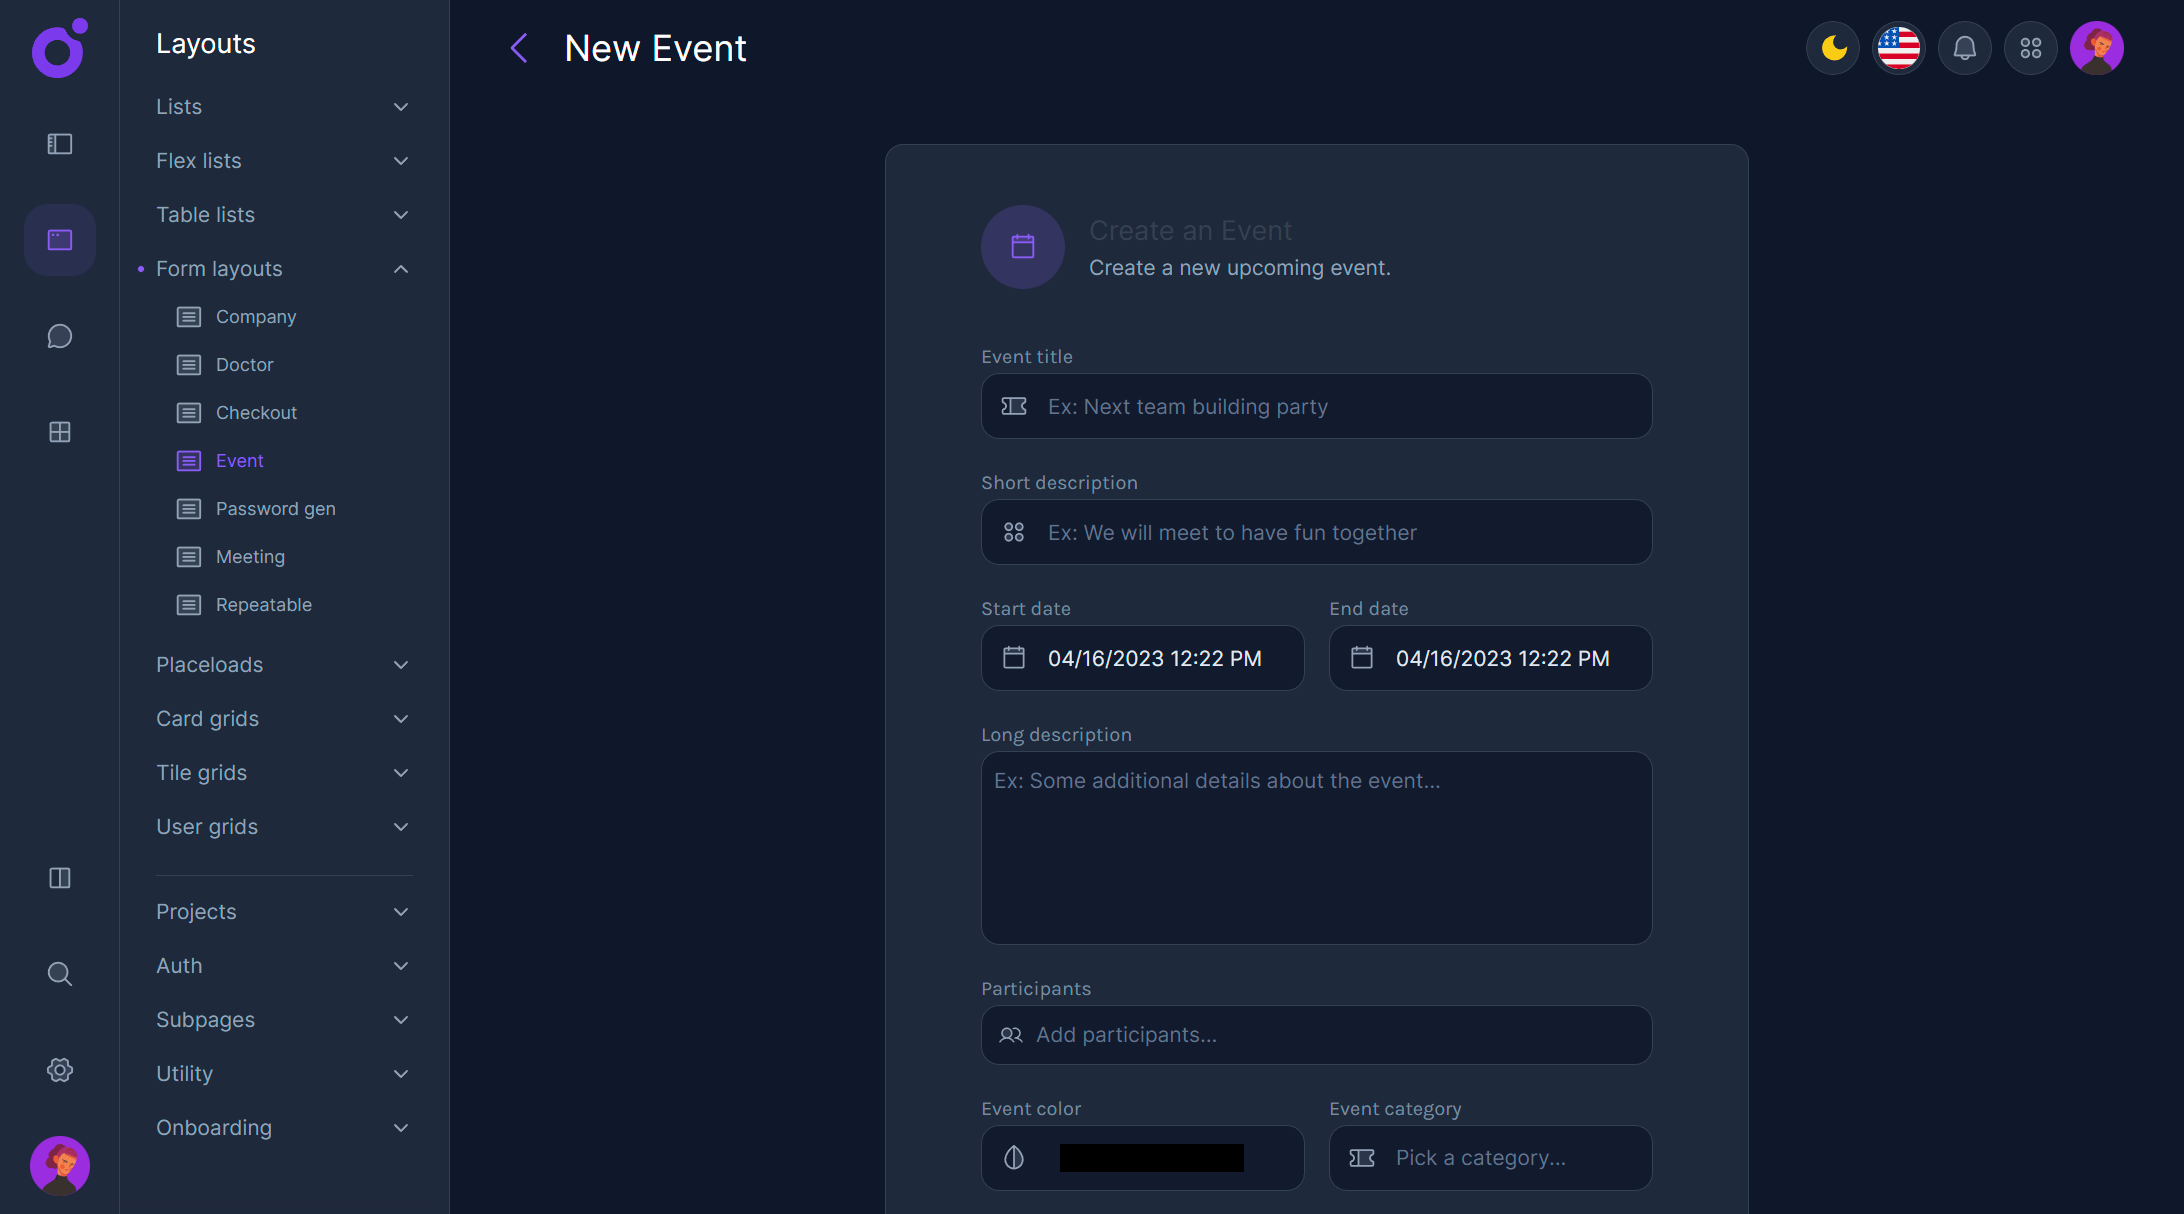 Layouts
Lists
Flex lists
Table lists
Form layouts
Company
Doctor
Checkout
Event
Password gen
Meeting
Repeatable
Placeloads
Card grids
Tile grids
User grids
Projects
Auth
Subpages
Utility
Onboarding
New Event
Create an Event
Create a new upcoming event.
Event title
Ex: Next team building party
Short description
Ex: We will meet to have fun together
Start date
04/16/2023 12:22 PM
End date
04/16/2023 12:22 PM
Long description
Ex: Some additional details about the event...
Participants
Add participants...
Event color
Event category
Pick a category...